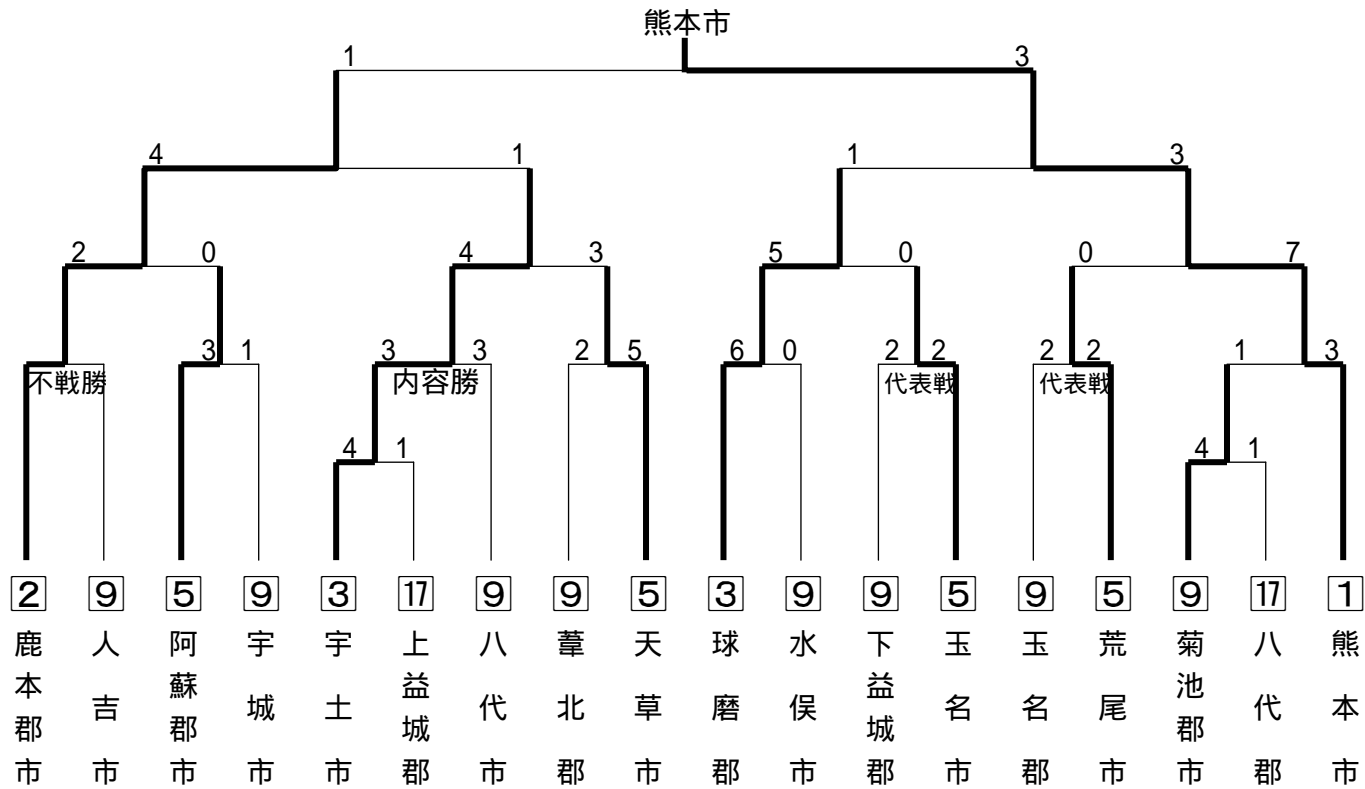 熊本市
1 3
4 1 1 3
2 0 4 3 5 0 0 7
3 1 3 3 2 5 6 0 2 2 2 2 1 3
不戦勝 内容勝 代表戦 代表戦
4 1 4 1
2 9 5 9 3 17 9 9 5 3 9 9 5 9 5 9 17 1
鹿本郡市
人吉市
阿蘇郡市
宇城市
宇土市
上益城郡
八代市
葦北郡
天草市
球磨郡
水俣市
下益城郡
玉名市
玉名郡
荒尾市
菊池郡市
八代郡
熊本市